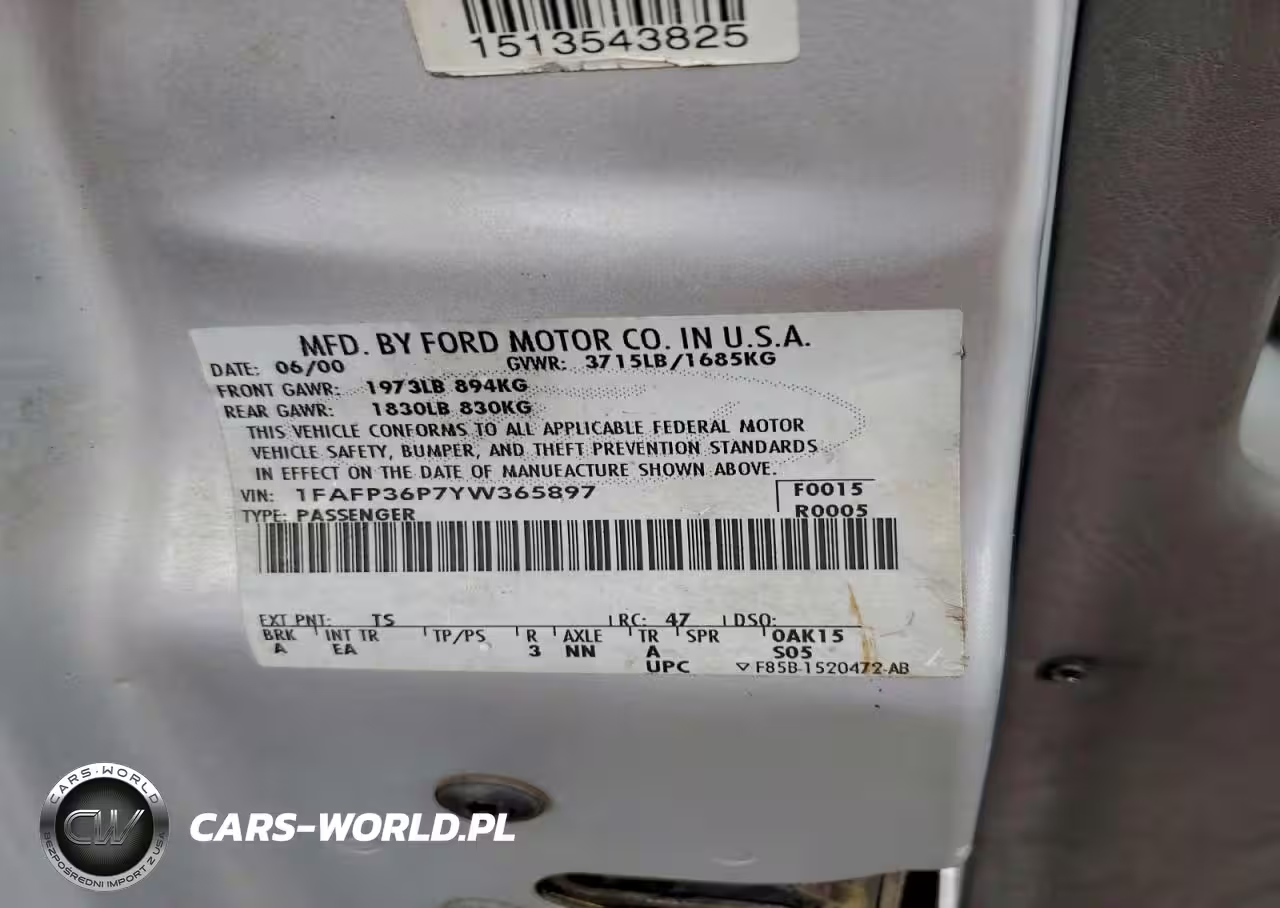 1513543825
MFD. BY FORD MOTOR CO. IN U.S.A.
DATE: 06/00 GVWR: 3715LB/1685KG
FRONT GAWR: 1973LB 894KG
REAR GAWR: 1830LB 830KG
THIS VEHICLE CONFORMS TO ALL APPLICABLE FEDERAL MOTOR
VEHICLE SAFETY, BUMPER, AND THEFT PREVENTION STANDARDS
IN EFFECT ON THE DATE OF MANUFACTURE SHOWN ABOVE.
VIN: 1FAFP36P7YW365897 F0015
TYPE: PASSENGER R0005
EXT PNT: TS RC: 47 DSO:
BRK INT TR TP/PS R AXLE TR SPR 0AK15
A EA 3 NN A S05
UPC ▽ F85B-1520472-AB
CARS-WORLD
CW
BEZPOŚREDNI IMPORT Z USA
CARS-WORLD.PL